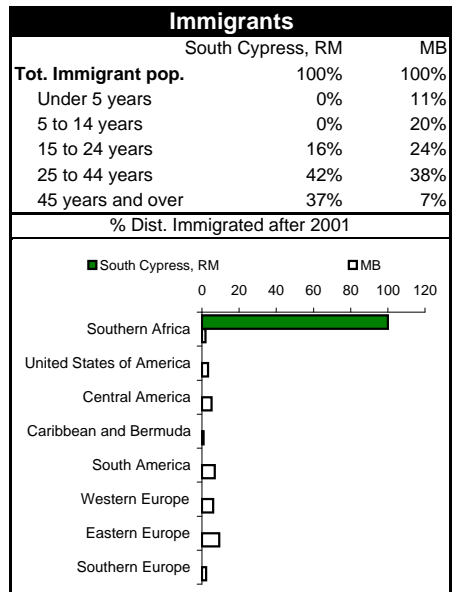 Immigrants
South Cypress, RM MB
Tot. Immigrant pop. 100% 100%
Under 5 years 0% 11%
5 to 14 years 0% 20%
15 to 24 years 16% 24%
25 to 44 years 42% 38%
45 years and over 37% 7%
% Dist. Immigrated after 2001
South Cypress, RM MB
0 20 40 60 80 100 120
Southern Africa
United States of America
Central America
Caribbean and Bermuda
South America
Western Europe
Eastern Europe
Southern Europe